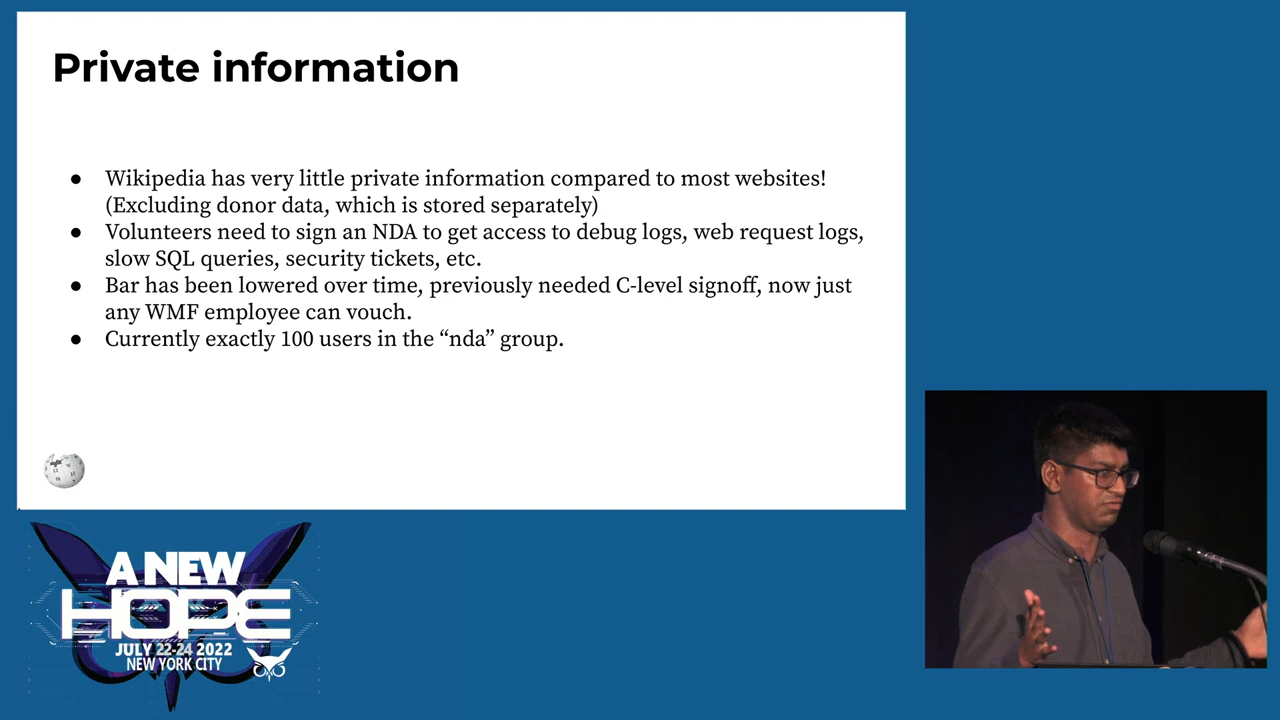 Private information
● Wikipedia has very little private information compared to most websites!
(Excluding donor data, which is stored separately)
● Volunteers need to sign an NDA to get access to debug logs, web request logs,
slow SQL queries, security tickets, etc.
● Bar has been lowered over time, previously needed C-level signoff, now just
any WMF employee can vouch.
● Currently exactly 100 users in the “nda” group.
A NEW
HOPE
JULY 22-24 2022
NEW YORK CITY